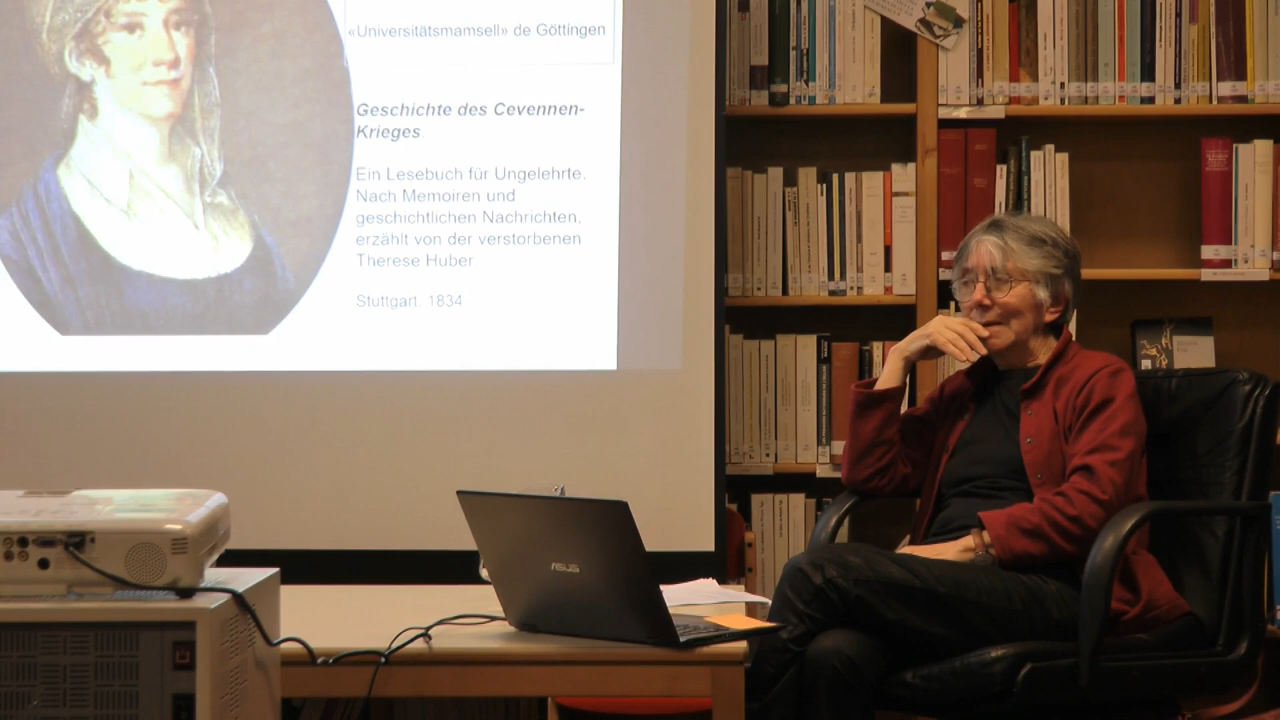 «Universitätsmamsell» de Göttingen
Geschichte des Cevennen-
Krieges.
Ein Lesebuch für Ungelehrte.
Nach Memoiren und
geschichtlichen Nachrichten,
erzählt von der verstorbenen
Therese Huber
Stuttgart, 1834
ASUS